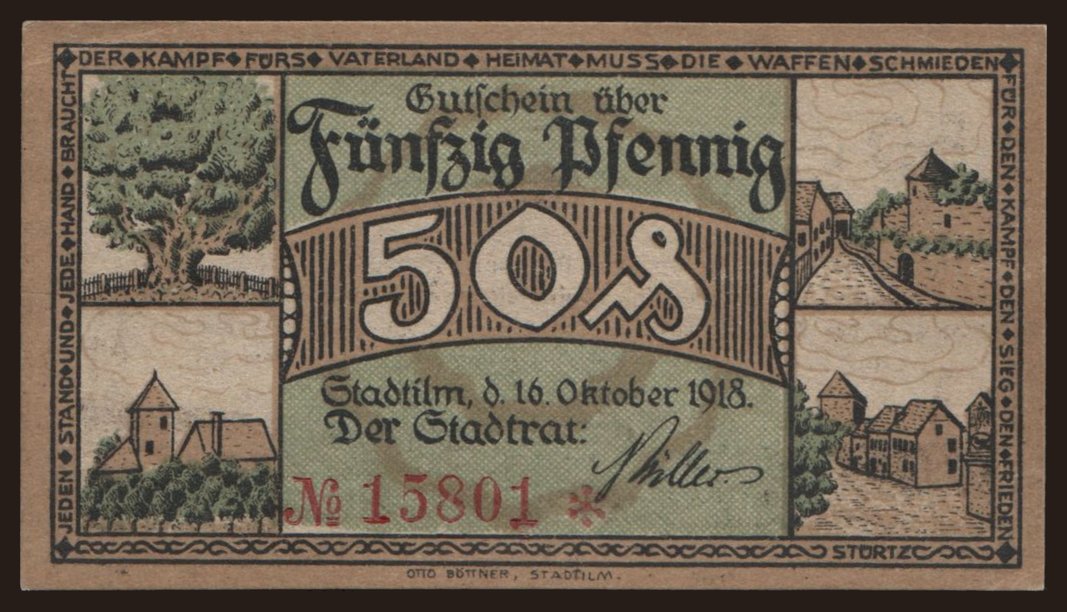 DER KAMPF FÜRS VATERLAND HEIMAT MUSS DIE WAFFEN SCHMIEDEN
JEDEN STAND UND JEDE HAND BRAUCHT
FÜR DEN KAMPF DEN SIEG DEN FRIEDEN
Gutschein über
Fünfzig Pfennig
50 ₰
Stadtilm, d. 16. Oktober 1918.
Der Stadtrat:
Müller
№ 15801 *
STÜRTZ
OTTO BÖTTNER, STADTILM.